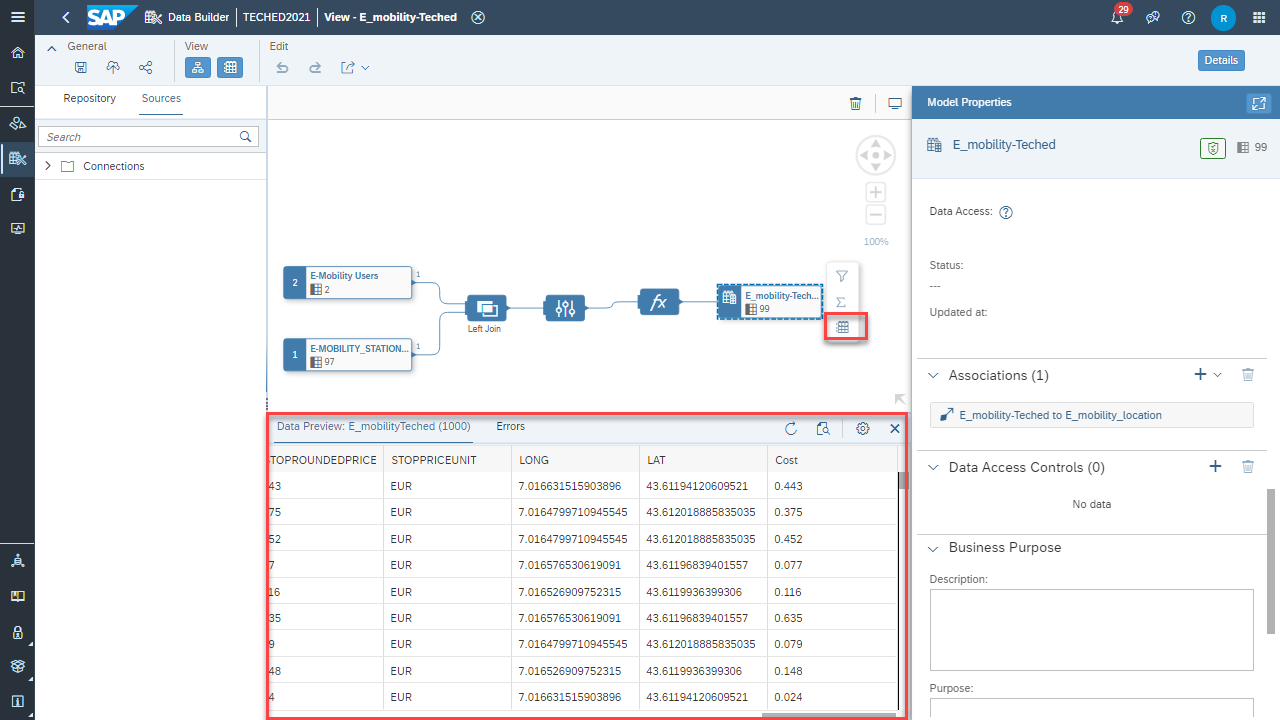 SAP Data Builder TECHED2021 View - E_mobility-Teched 29 R
General View Edit
Details
Repository Sources
Search
Connections
100%
2 E-Mobility Users
2
1
1 E-MOBILITY_STATION...
97
1
Left Join
fx
E_mobility-Tech...
99
Data Preview: E_mobilityTeched (1000) Errors
STOPROUNDEDPRICE STOPPRICEUNIT LONG LAT Cost
43 EUR 7.016631515903896 43.61194120609521 0.443
75 EUR 7.0164799710945545 43.612018885835035 0.375
52 EUR 7.0164799710945545 43.612018885835035 0.452
7 EUR 7.016576530619091 43.61196839401557 0.077
16 EUR 7.016526909752315 43.6119936399306 0.116
35 EUR 7.016576530619091 43.61196839401557 0.635
9 EUR 7.0164799710945545 43.612018885835035 0.079
48 EUR 7.016526909752315 43.6119936399306 0.148
4 EUR 7.016631515903896 43.61194120609521 0.024
Model Properties
E_mobility-Teched 99
Data Access:
Status:
---
Updated at:
Associations (1)
E_mobility-Teched to E_mobility_location
Data Access Controls (0)
No data
Business Purpose
Description:
Purpose: